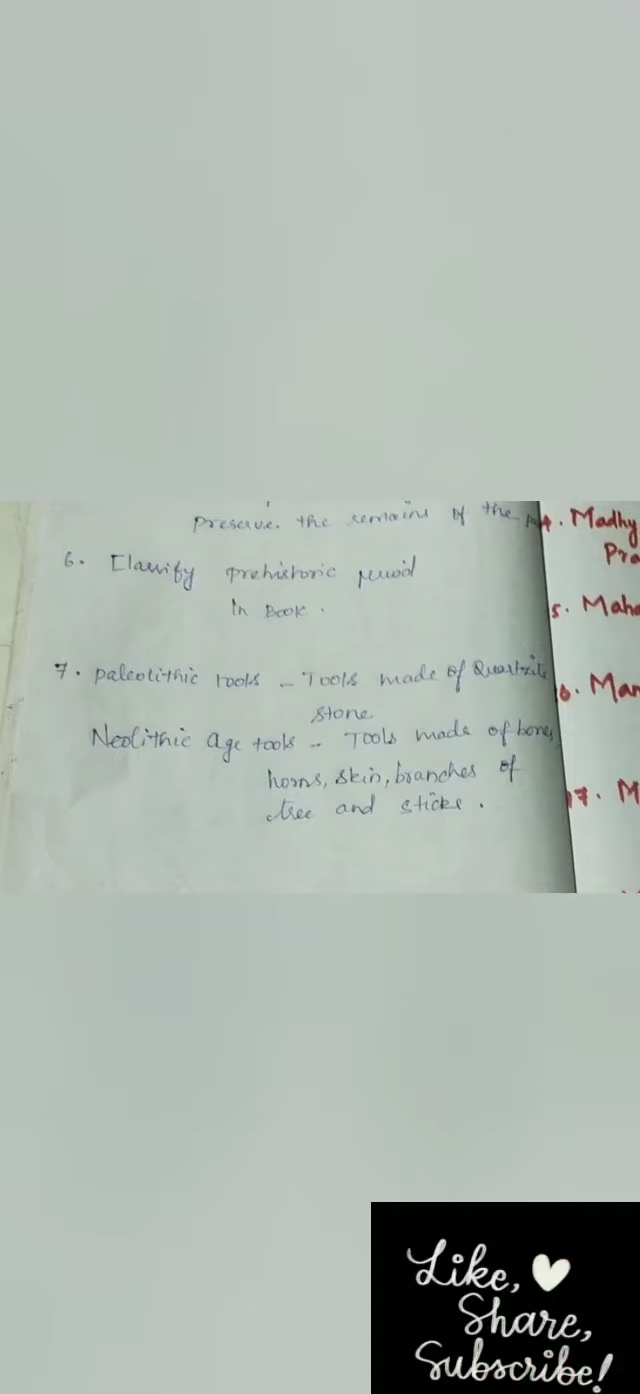 Preserve the remains of the
6. Classify prehistoric period
In Book.
7. paleolithic tools - Tools made of Quartzite
stone
Neolithic age tools - Tools made of bones,
horns, skin, branches of
tree and sticks.
4. Madhy
Pra
5. Maha
6. Man
17. M
Like,
Share,
Subscribe!